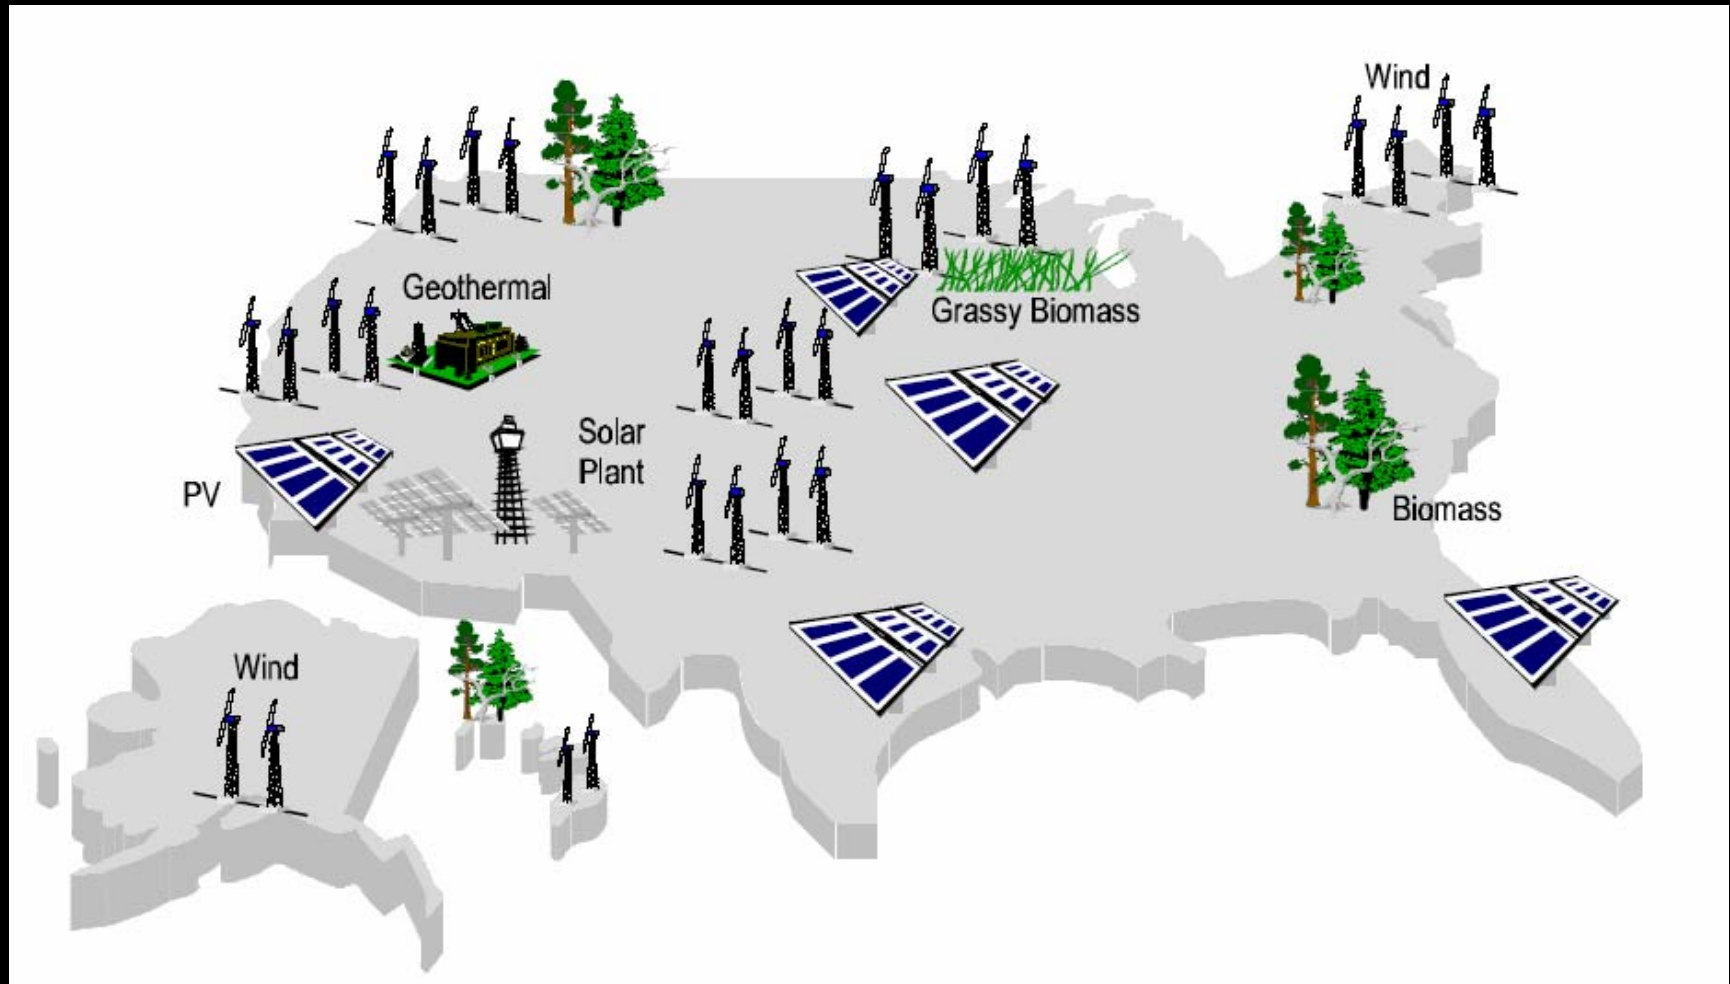 Wind
Geothermal
Grassy Biomass
Solar
Plant
PV
Biomass
Wind